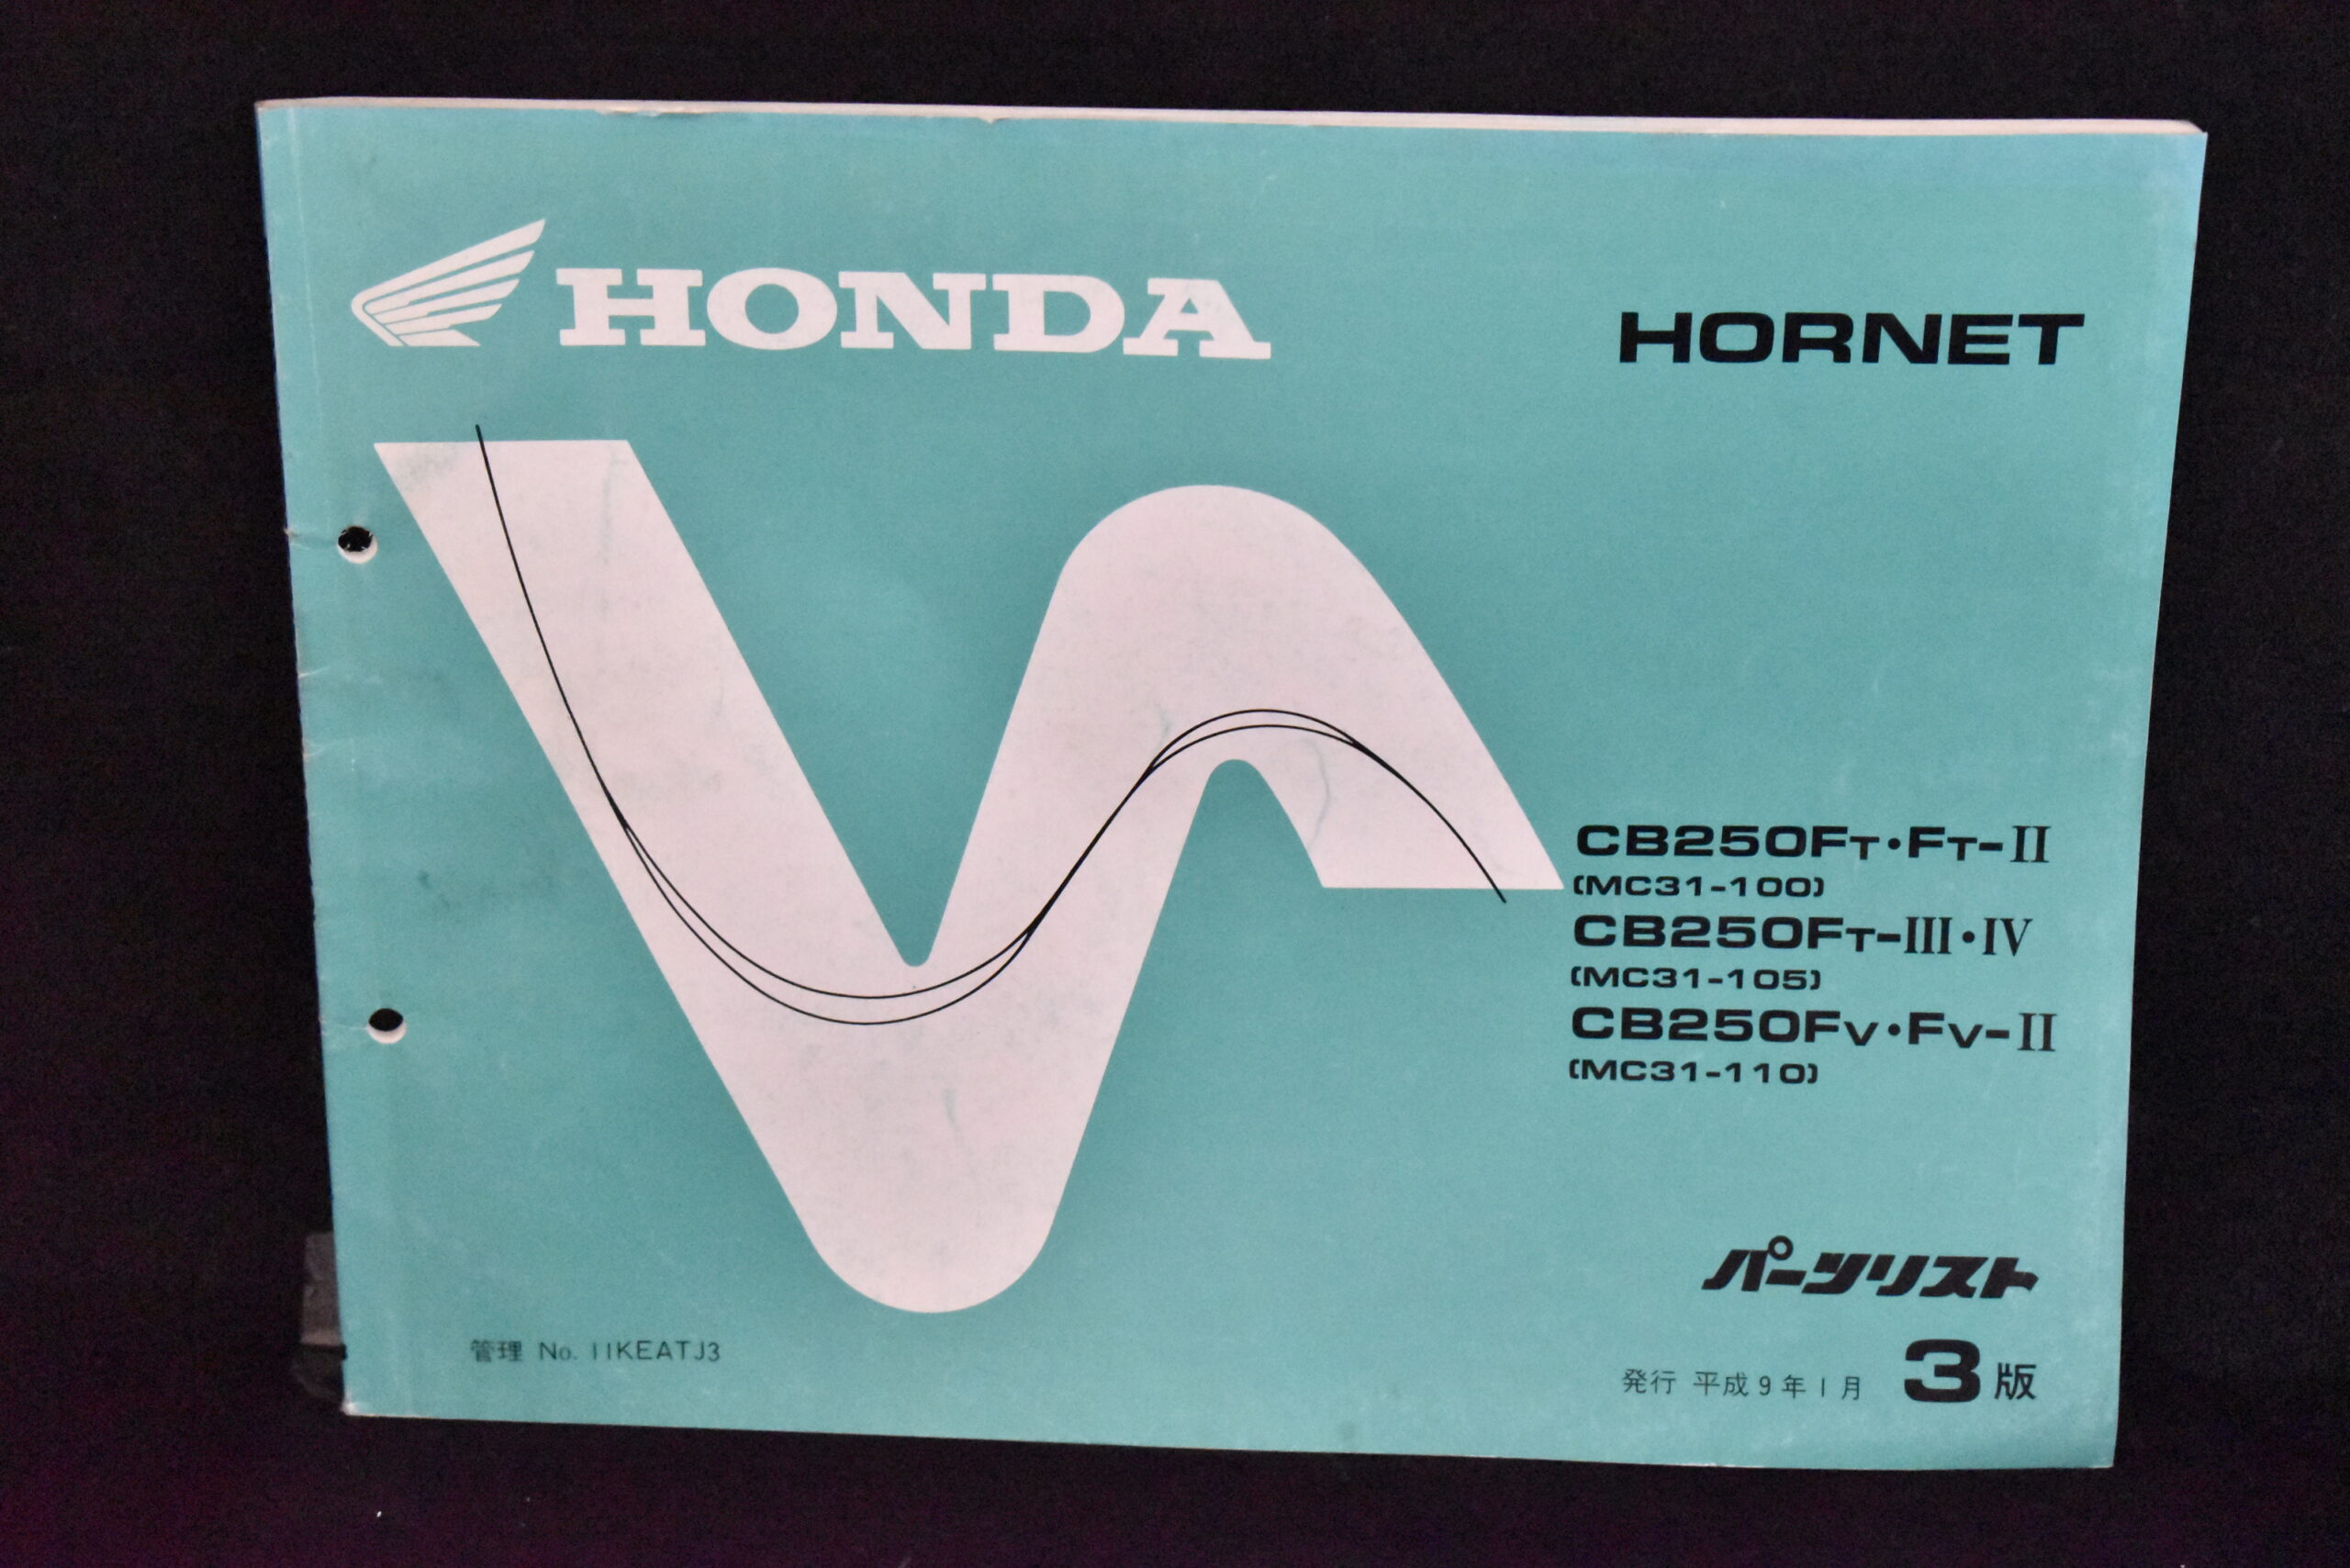 HONDA
HORNET
CB250FT・FT-II
(MC31-100)
CB250FT-III・IV
(MC31-105)
CB250FV・FV-II
(MC31-110)
パーツリスト
管理 No. 11KEATJ3
発行 平成9年1月 3版